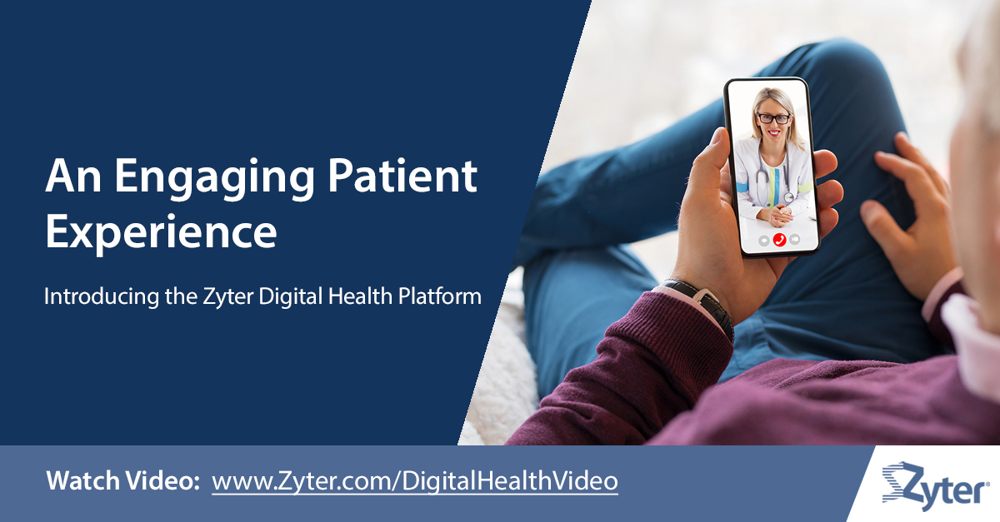 An Engaging Patient
Experience
Introducing the Zyter Digital Health Platform
Watch Video: www.Zyter.com/DigitalHealthVideo
Zyter®